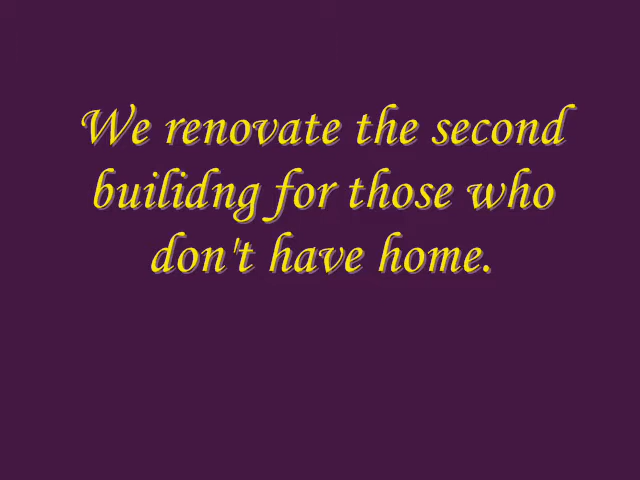 We renovate the second
builidng for those who
don't have home.